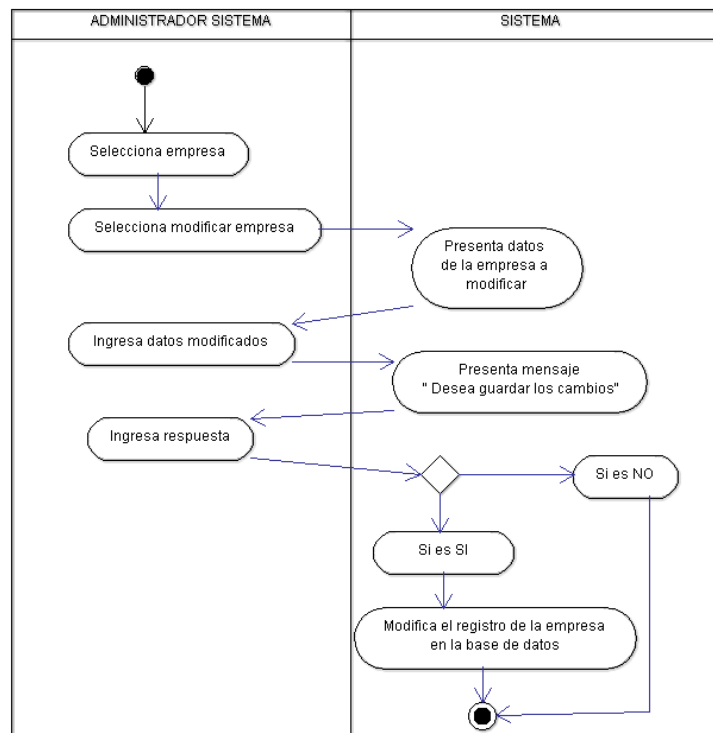 ADMINISTRADOR SISTEMA
SISTEMA
Selecciona empresa
Selecciona modificar empresa
Presenta datos
de la empresa a
modificar
Ingresa datos modificados
Presenta mensaje
" Desea guardar los cambios"
Ingresa respuesta
Si es NO
Si es SI
Modifica el registro de la empresa
en la base de datos